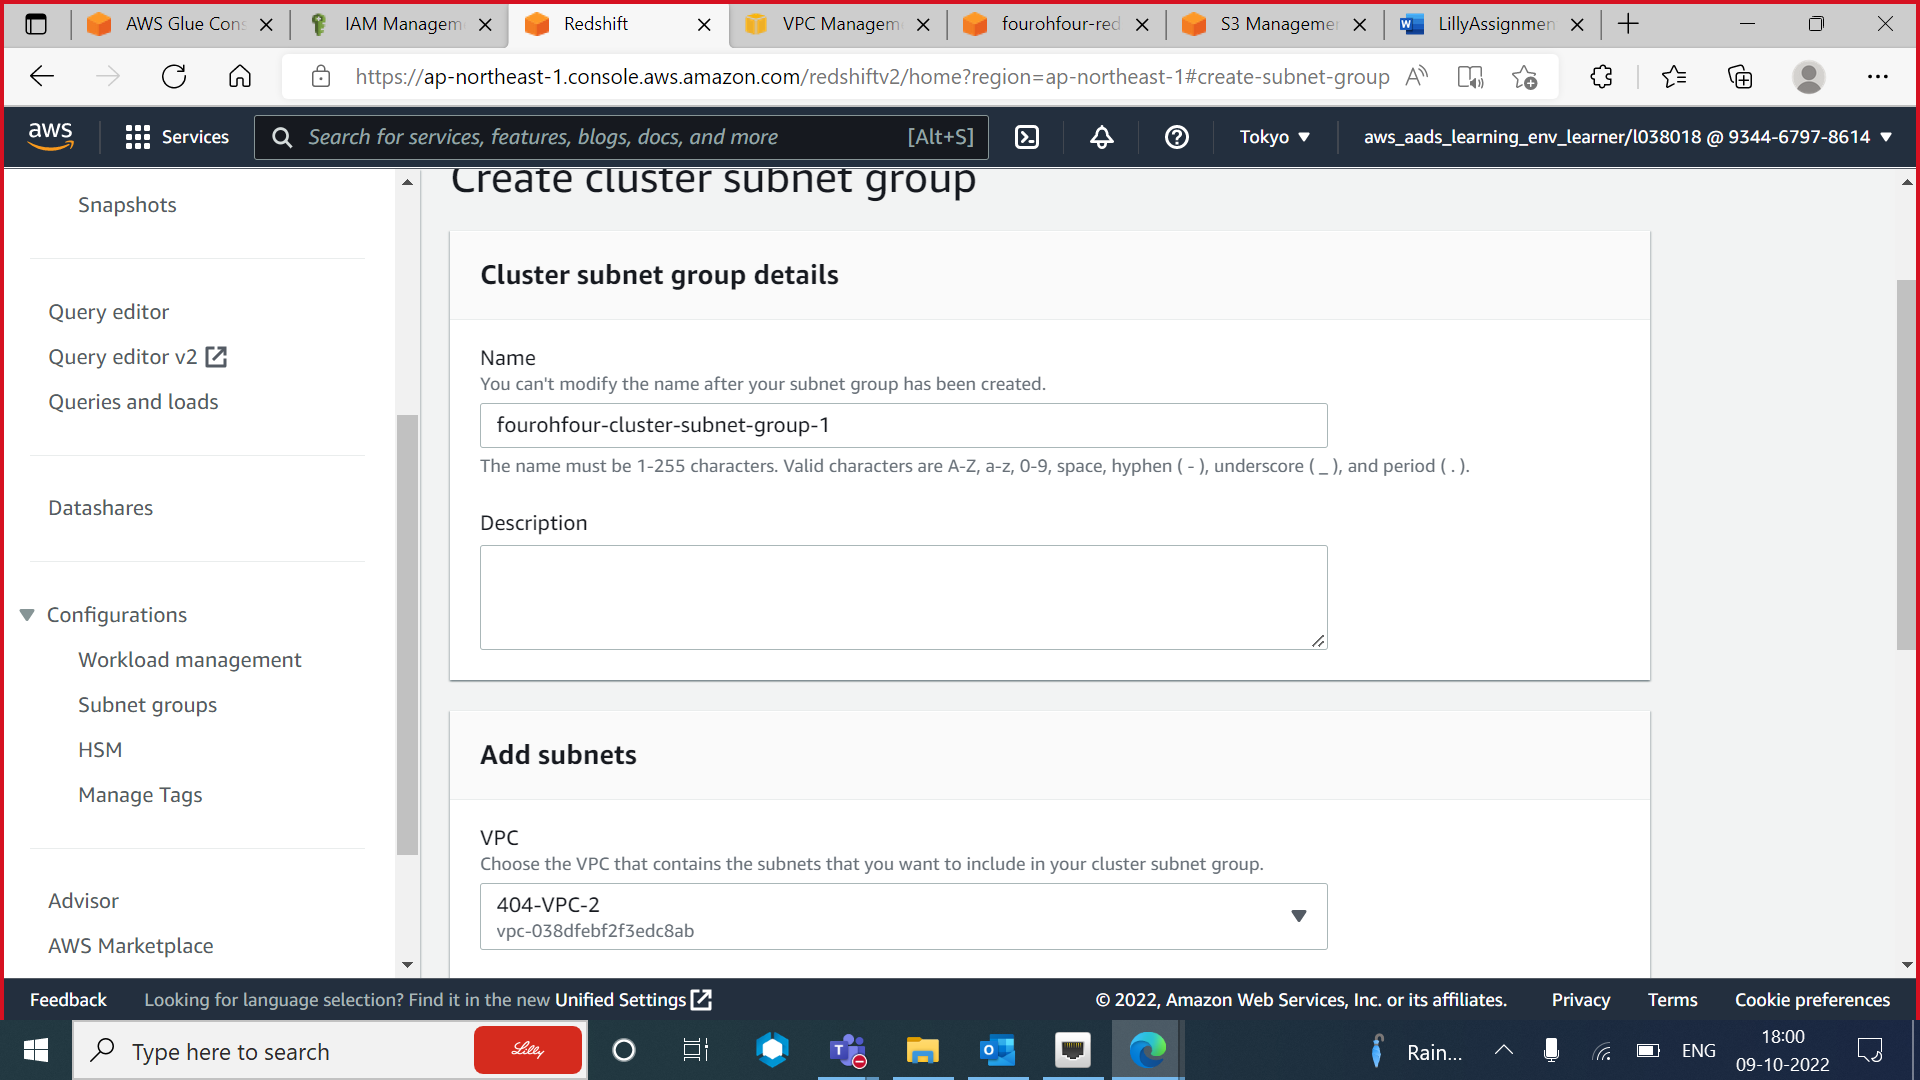 AWS Glue Cons
IAM Managem
Redshift
VPC Managem
fourohfour-red
S3 Managemen
LillyAssignmen
https://ap-northeast-1.console.aws.amazon.com/redshiftv2/home?region=ap-northeast-1#create-subnet-group
aws
Services
Search for services, features, blogs, docs, and more
[Alt+S]
Tokyo
aws_aads_learning_env_learner/l038018 @ 9344-6797-8614
Snapshots
Query editor
Query editor v2
Queries and loads
Datashares
Configurations
Workload management
Subnet groups
HSM
Manage Tags
Advisor
AWS Marketplace
Create cluster subnet group
Cluster subnet group details
Name
You can't modify the name after your subnet group has been created.
fourohfour-cluster-subnet-group-1
The name must be 1-255 characters. Valid characters are A-Z, a-z, 0-9, space, hyphen ( - ), underscore ( _ ), and period ( . ).
Description
Add subnets
VPC
Choose the VPC that contains the subnets that you want to include in your cluster subnet group.
404-VPC-2
vpc-038dfebf2f3edc8ab
Feedback
Looking for language selection? Find it in the new Unified Settings
© 2022, Amazon Web Services, Inc. or its affiliates.
Privacy
Terms
Cookie preferences
Type here to search
Lilly
Rain...
ENG
18:00
09-10-2022